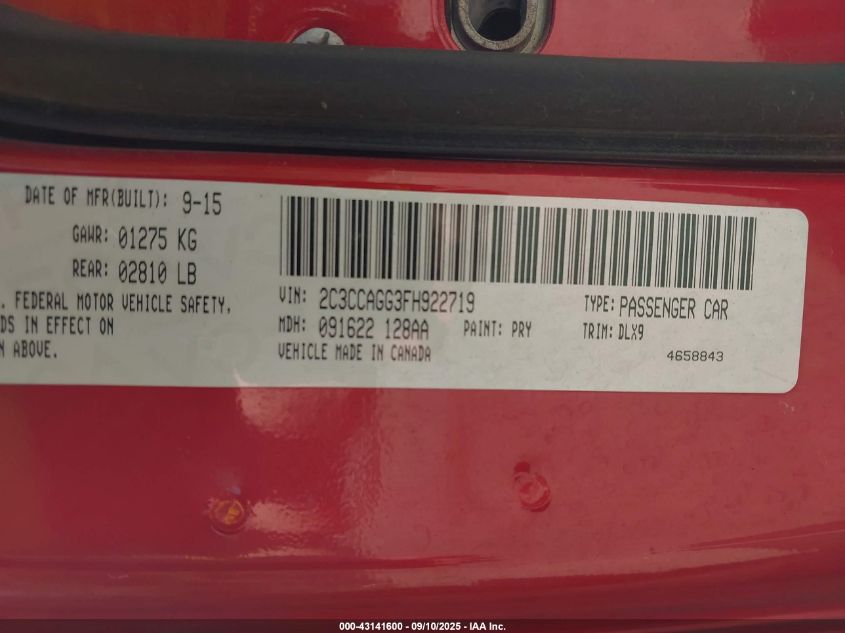 DATE OF MFR(BUILT): 9-15
GAWR: 01275 KG
REAR: 02810 LB
FEDERAL MOTOR VEHICLE SAFETY,
DS IN EFFECT ON
N ABOVE.
VIN: 2C3CCAGG3FH922719
TYPE: PASSENGER CAR
MDH: 091622 128AA PAINT: PRY
TRIM: DLX9
VEHICLE MADE IN CANADA
4658843
000-43141600 - 09/10/2025 - IAA Inc.